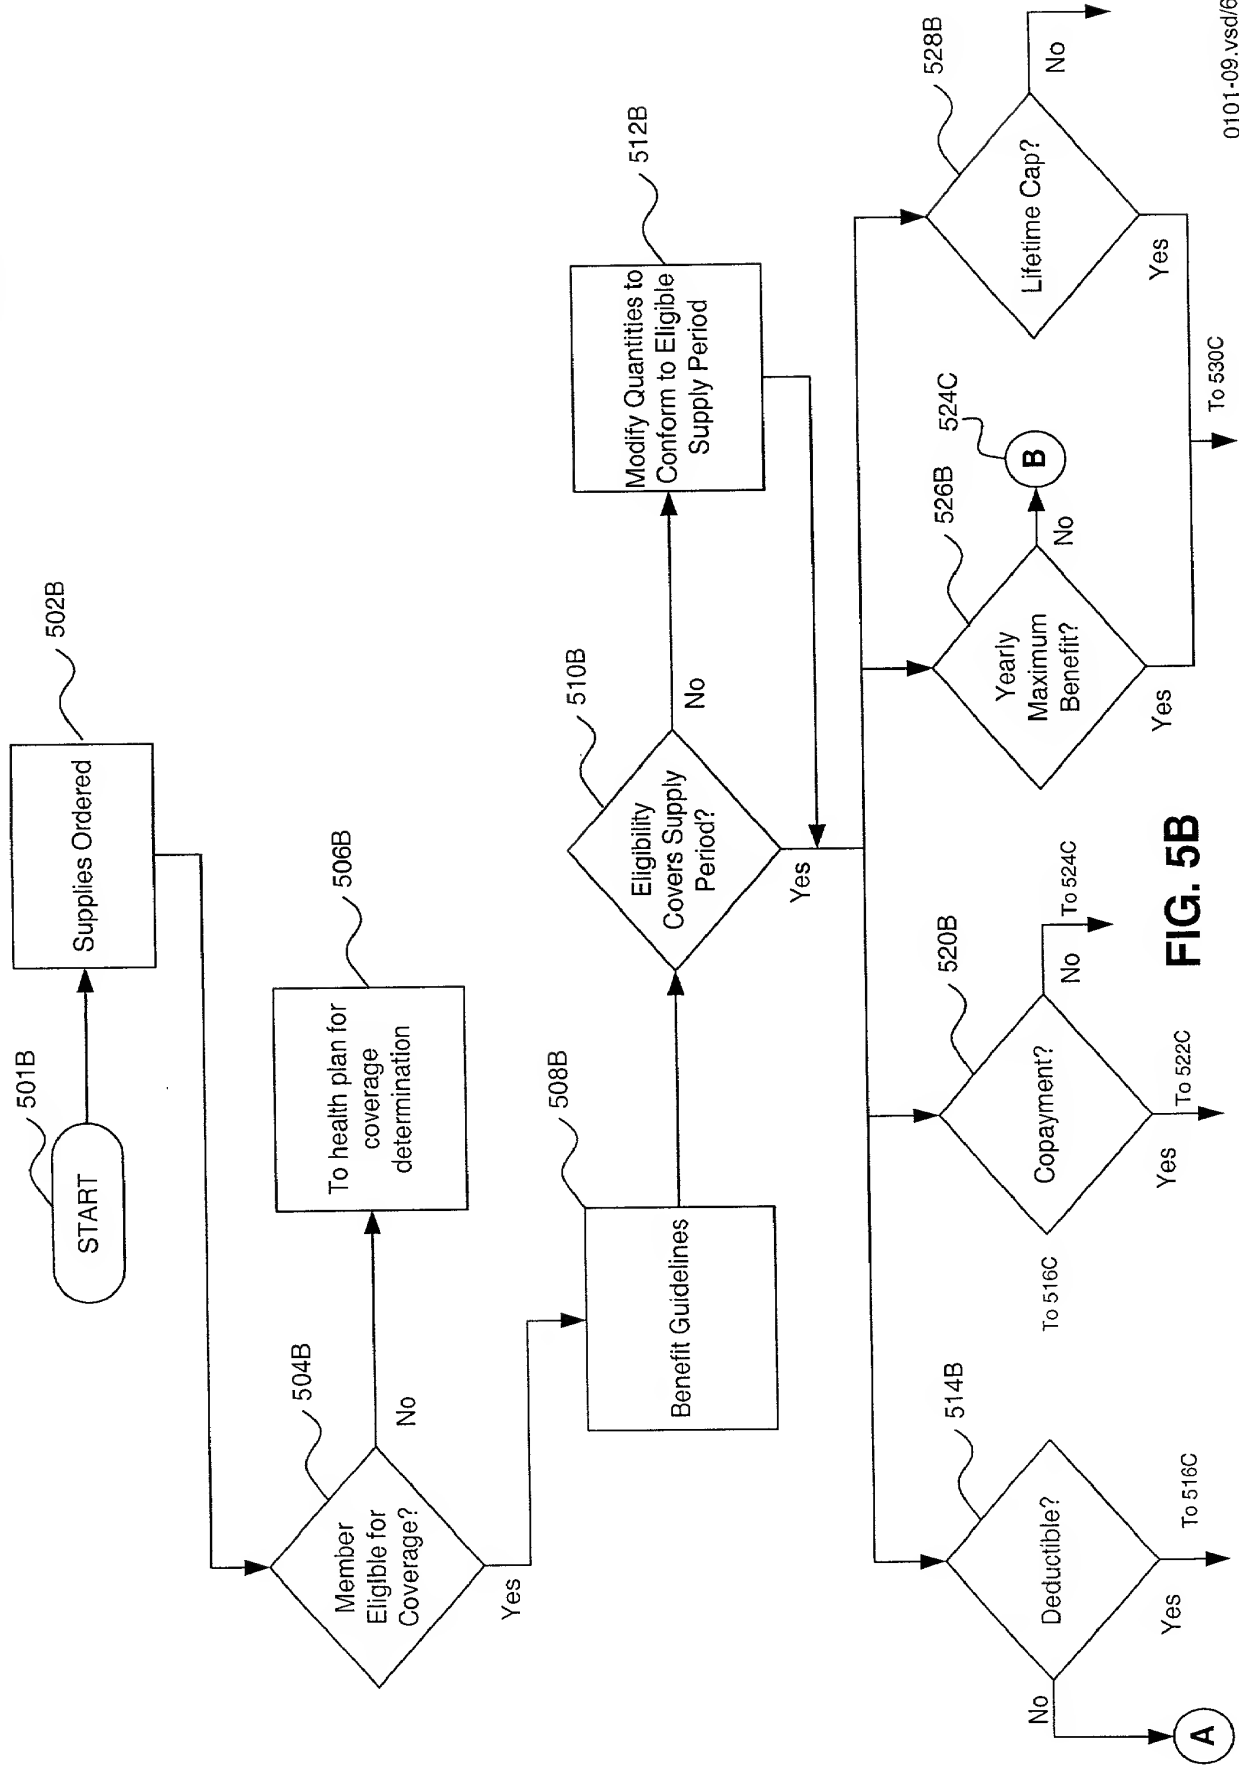 START
501B
Supplies Ordered
502B
Member
Eligible for
Coverage?
504B
No
Yes
To health plan for
coverage
determination
506B
Benefit Guidelines
508B
Eligibility
Covers Supply
Period?
510B
No
Yes
Modify Quantities to
Conform to Eligible
Supply Period
512B
Deductible?
514B
No
A
Yes
To 516C
To 516C
Copayment?
520B
No
To 524C
Yes
To 522C
Yearly
Maximum
Benefit?
526B
No
B
524C
Yes
Lifetime Cap?
528B
No
Yes
To 530C
FIG. 5B
0101-09.vsd/6